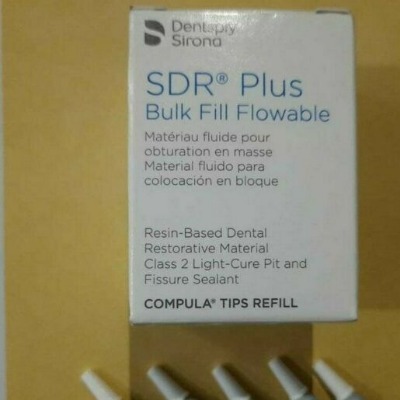 Dentsply
Sirona
SDR® Plus
Bulk Fill Flowable
Matériau fluide pour
obturation en masse
Material fluido para
colocación en bloque
Resin-Based Dental
Restorative Material
Class 2 Light-Cure Pit and
Fissure Sealant
COMPULA® TIPS REFILL